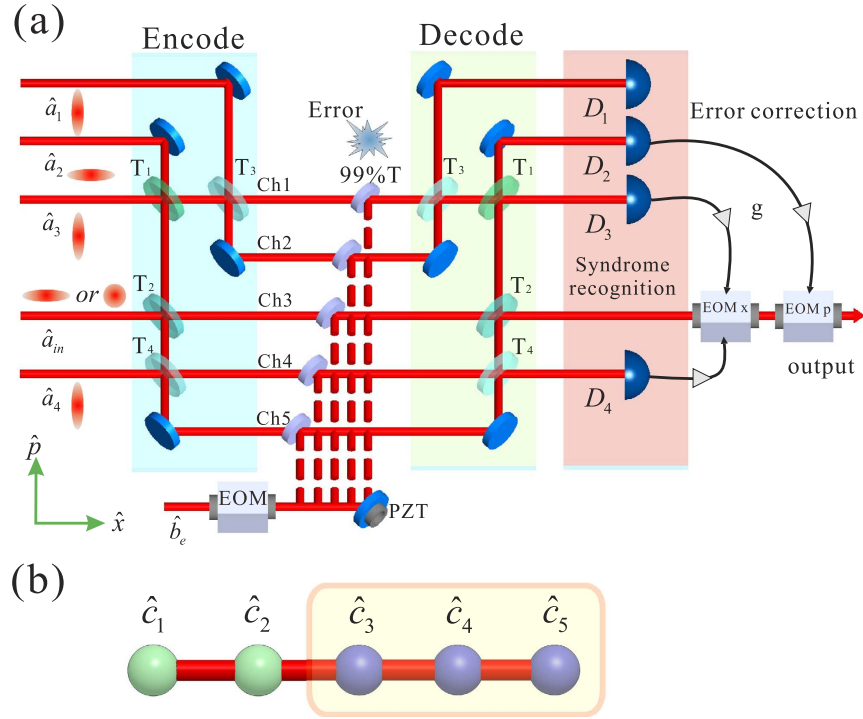 (a)
Encode
Decode
Error
99%T
Error correction
â₁
â₂
â₃
or
âᵢₙ
â₄
T₁
T₃
T₂
T₄
Ch1
Ch2
Ch3
Ch4
Ch5
T₃
T₁
T₂
T₄
D₁
D₂
D₃
D₄
g
Syndrome
recognition
EOM x
EOM p
output
p̂
x̂
b̂ₑ
EOM
PZT
(b)
ĉ₁ ĉ₂ ĉ₃ ĉ₄ ĉ₅